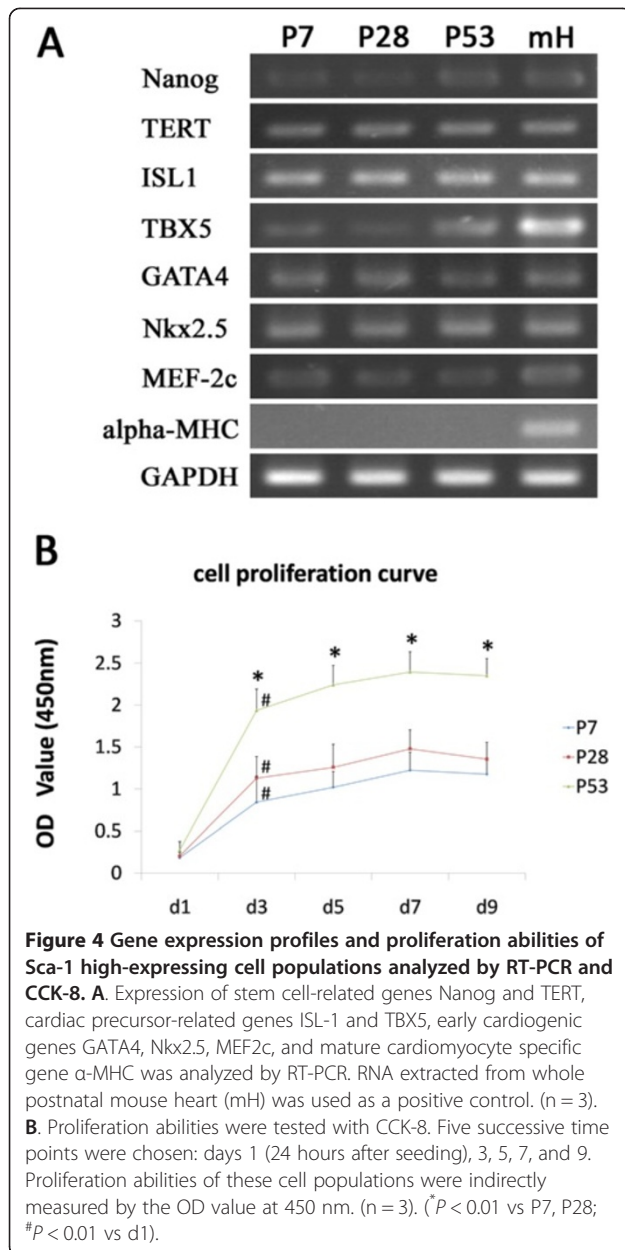 A
P7 P28 P53 mH
Nanog
TERT
ISL1
TBX5
GATA4
Nkx2.5
MEF-2c
alpha-MHC
GAPDH
B
cell proliferation curve
OD Value (450nm)
3
2.5
2
1.5
1
0.5
0
* * * *
#
#
#
d1 d3 d5 d7 d9
P7
P28
P53
Figure 4 Gene expression profiles and proliferation abilities of
Sca-1 high-expressing cell populations analyzed by RT-PCR and
CCK-8. A. Expression of stem cell-related genes Nanog and TERT,
cardiac precursor-related genes ISL-1 and TBX5, early cardiogenic
genes GATA4, Nkx2.5, MEF2c, and mature cardiomyocyte specific
gene α-MHC was analyzed by RT-PCR. RNA extracted from whole
postnatal mouse heart (mH) was used as a positive control. (n = 3).
B. Proliferation abilities were tested with CCK-8. Five successive time
points were chosen: days 1 (24 hours after seeding), 3, 5, 7, and 9.
Proliferation abilities of these cell populations were indirectly
measured by the OD value at 450 nm. (n = 3). (*P < 0.01 vs P7, P28;
#P < 0.01 vs d1).